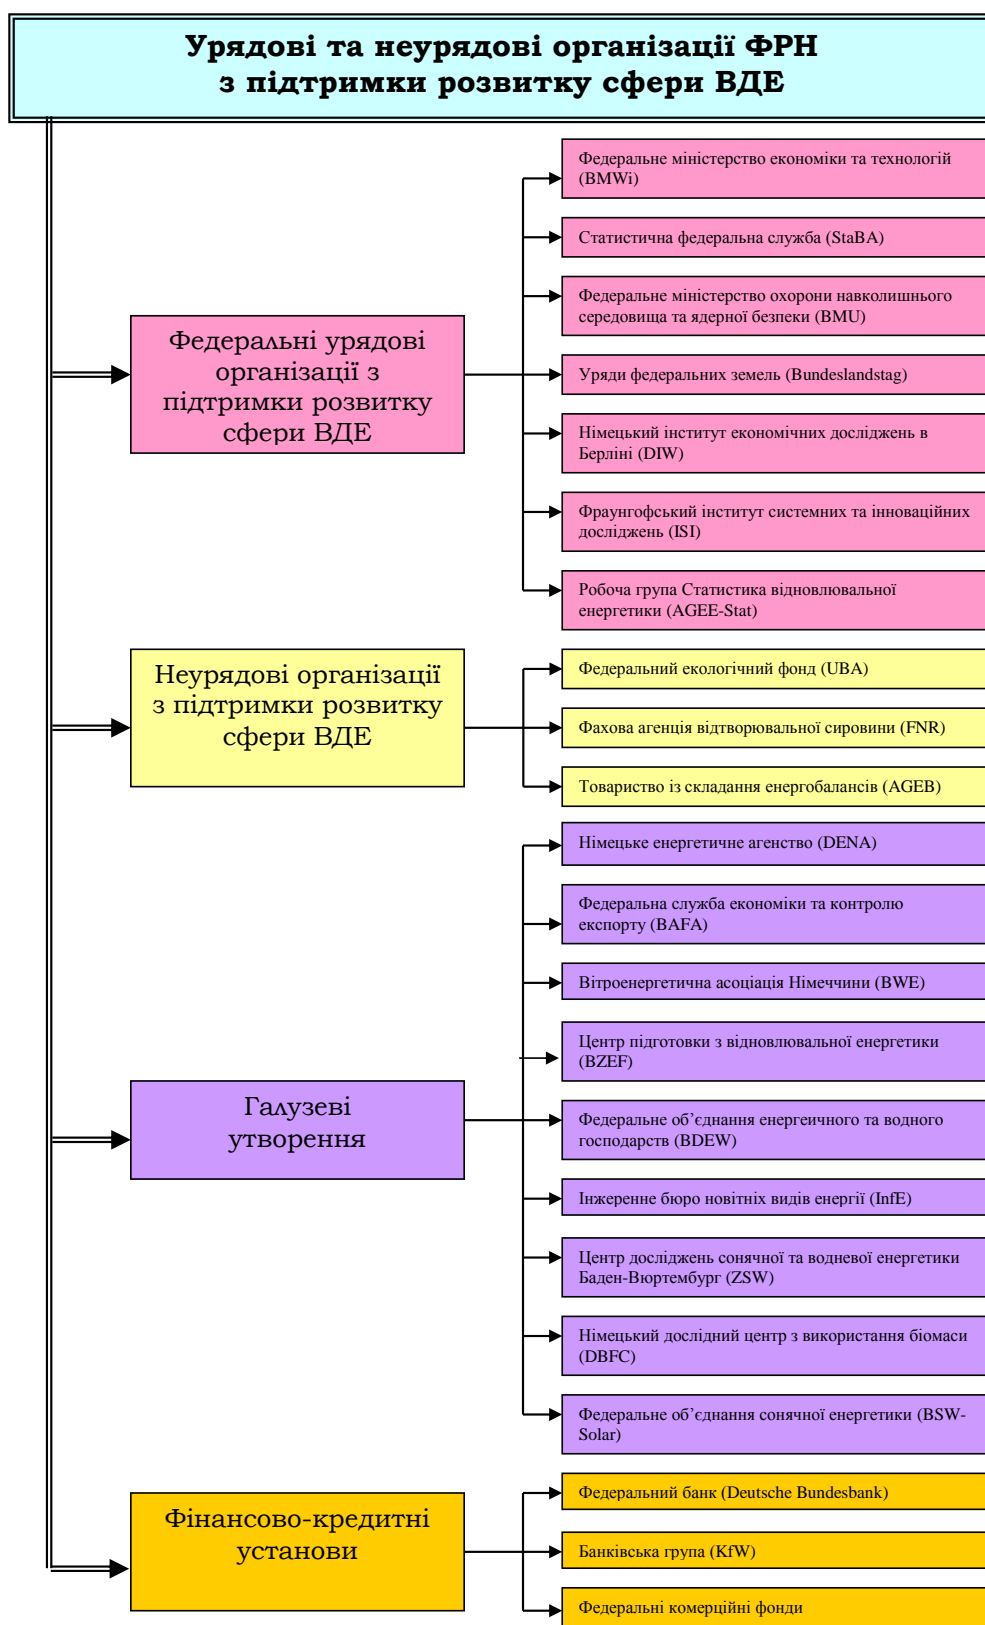 Урядові та неурядові організації ФРН
з підтримки розвитку сфери ВДЕ
Федеральні урядові
організації з
підтримки розвитку
сфери ВДЕ
Федеральне міністерство економіки та технологій
(BMWi)
Статистична федеральна служба (StaBA)
Федеральне міністерство охорони навколишнього
середовища та ядерної безпеки (BMU)
Уряди федеральних земель (Bundeslandstag)
Німецький інститут економічних досліджень в
Берліні (DIW)
Фраунгофський інститут системних та інноваційних
досліджень (ISI)
Робоча група Статистика відновлювальної
енергетики (AGEE-Stat)
Неурядові організації
з підтримки розвитку
сфери ВДЕ
Федеральний екологічний фонд (UBA)
Фахова агенція відтворювальної сировини (FNR)
Товариство із складання енергобалансів (AGEB)
Галузеві
утворення
Німецьке енергетичне агенство (DENA)
Федеральна служба економіки та контролю
експорту (BAFA)
Вітроенергетична асоціація Німеччини (BWE)
Центр підготовки з відновлювальної енергетики
(BZEF)
Федеральне об’єднання енергеичного та водного
господарств (BDEW)
Інжеренне бюро новітніх видів енергії (InfE)
Центр досліджень сонячної та водневої енергетики
Баден-Вюртембург (ZSW)
Німецький дослідний центр з використання біомаси
(DBFC)
Федеральне об’єднання сонячної енергетики (BSW-
Solar)
Фінансово-кредитні
установи
Федеральний банк (Deutsche Bundesbank)
Банківська група (KfW)
Федеральні комерційні фонди